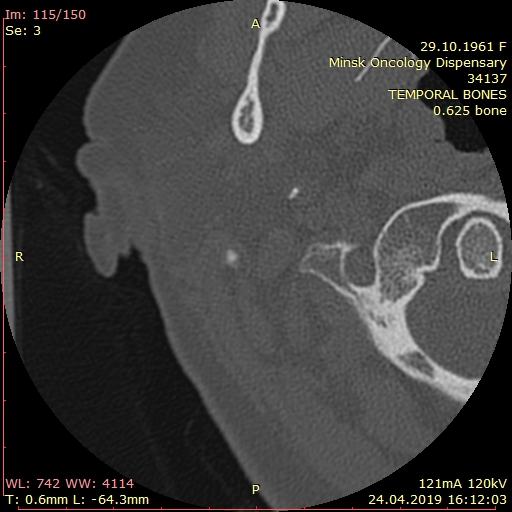 Im: 115/150
Se: 3
A
29.10.1961 F
Minsk Oncology Dispensary
34137
TEMPORAL BONES
0.625 bone
R
L
WL: 742 WW: 4114
T: 0.6mm L: -64.3mm
P
121mA 120kV
24.04.2019 16:12:03